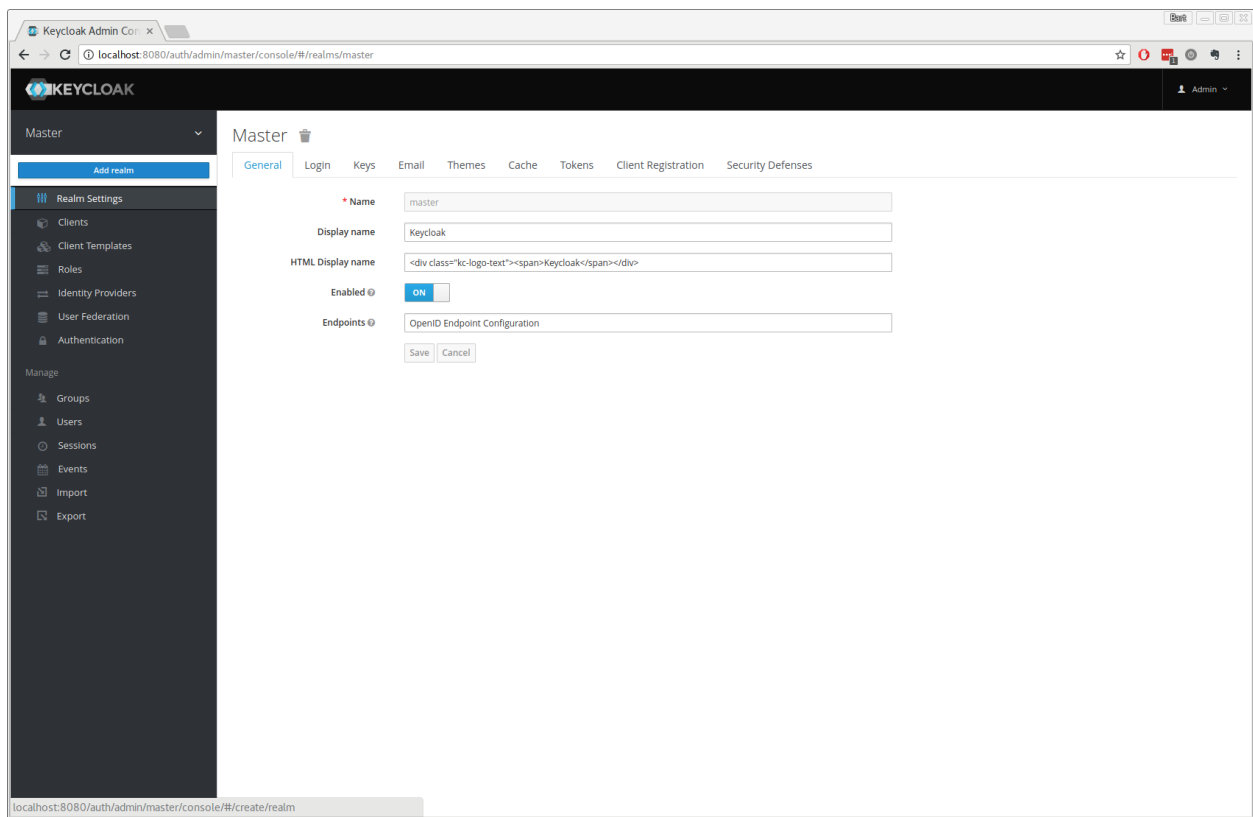 Bart
Keycloak Admin Con
localhost:8080/auth/admin/master/console/#/realms/master
KEYCLOAK
Admin
Master
Add realm
Realm Settings
Clients
Client Templates
Roles
Identity Providers
User Federation
Authentication
Manage
Groups
Users
Sessions
Events
Import
Export
Master
General Login Keys Email Themes Cache Tokens Client Registration Security Defenses
* Name master
Display name Keycloak
HTML Display name <div class="kc-logo-text"><span>Keycloak</span></div>
Enabled ON
Endpoints OpenID Endpoint Configuration
Save Cancel
localhost:8080/auth/admin/master/console/#/create/realm